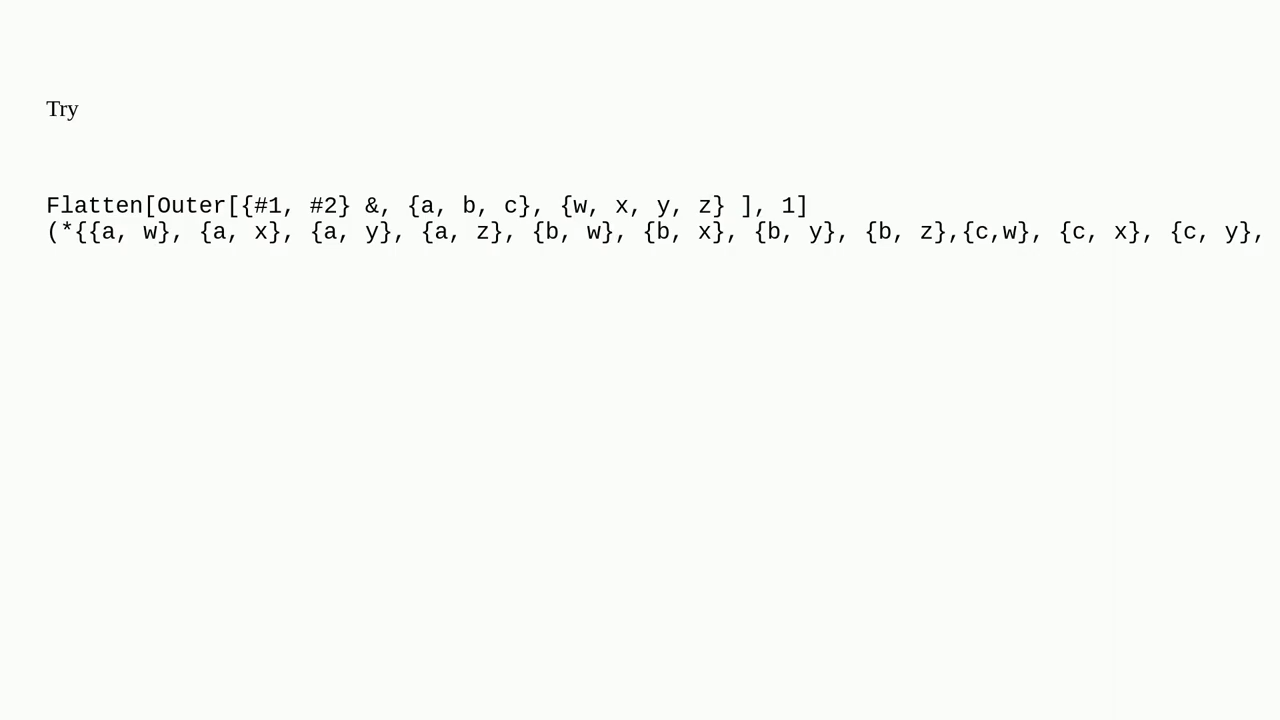 Try
Flatten[Outer[{#1, #2} &, {a, b, c}, {w, x, y, z} ], 1]
(*{{a, w}, {a, x}, {a, y}, {a, z}, {b, w}, {b, x}, {b, y}, {b, z},{c,w}, {c, x}, {c, y},